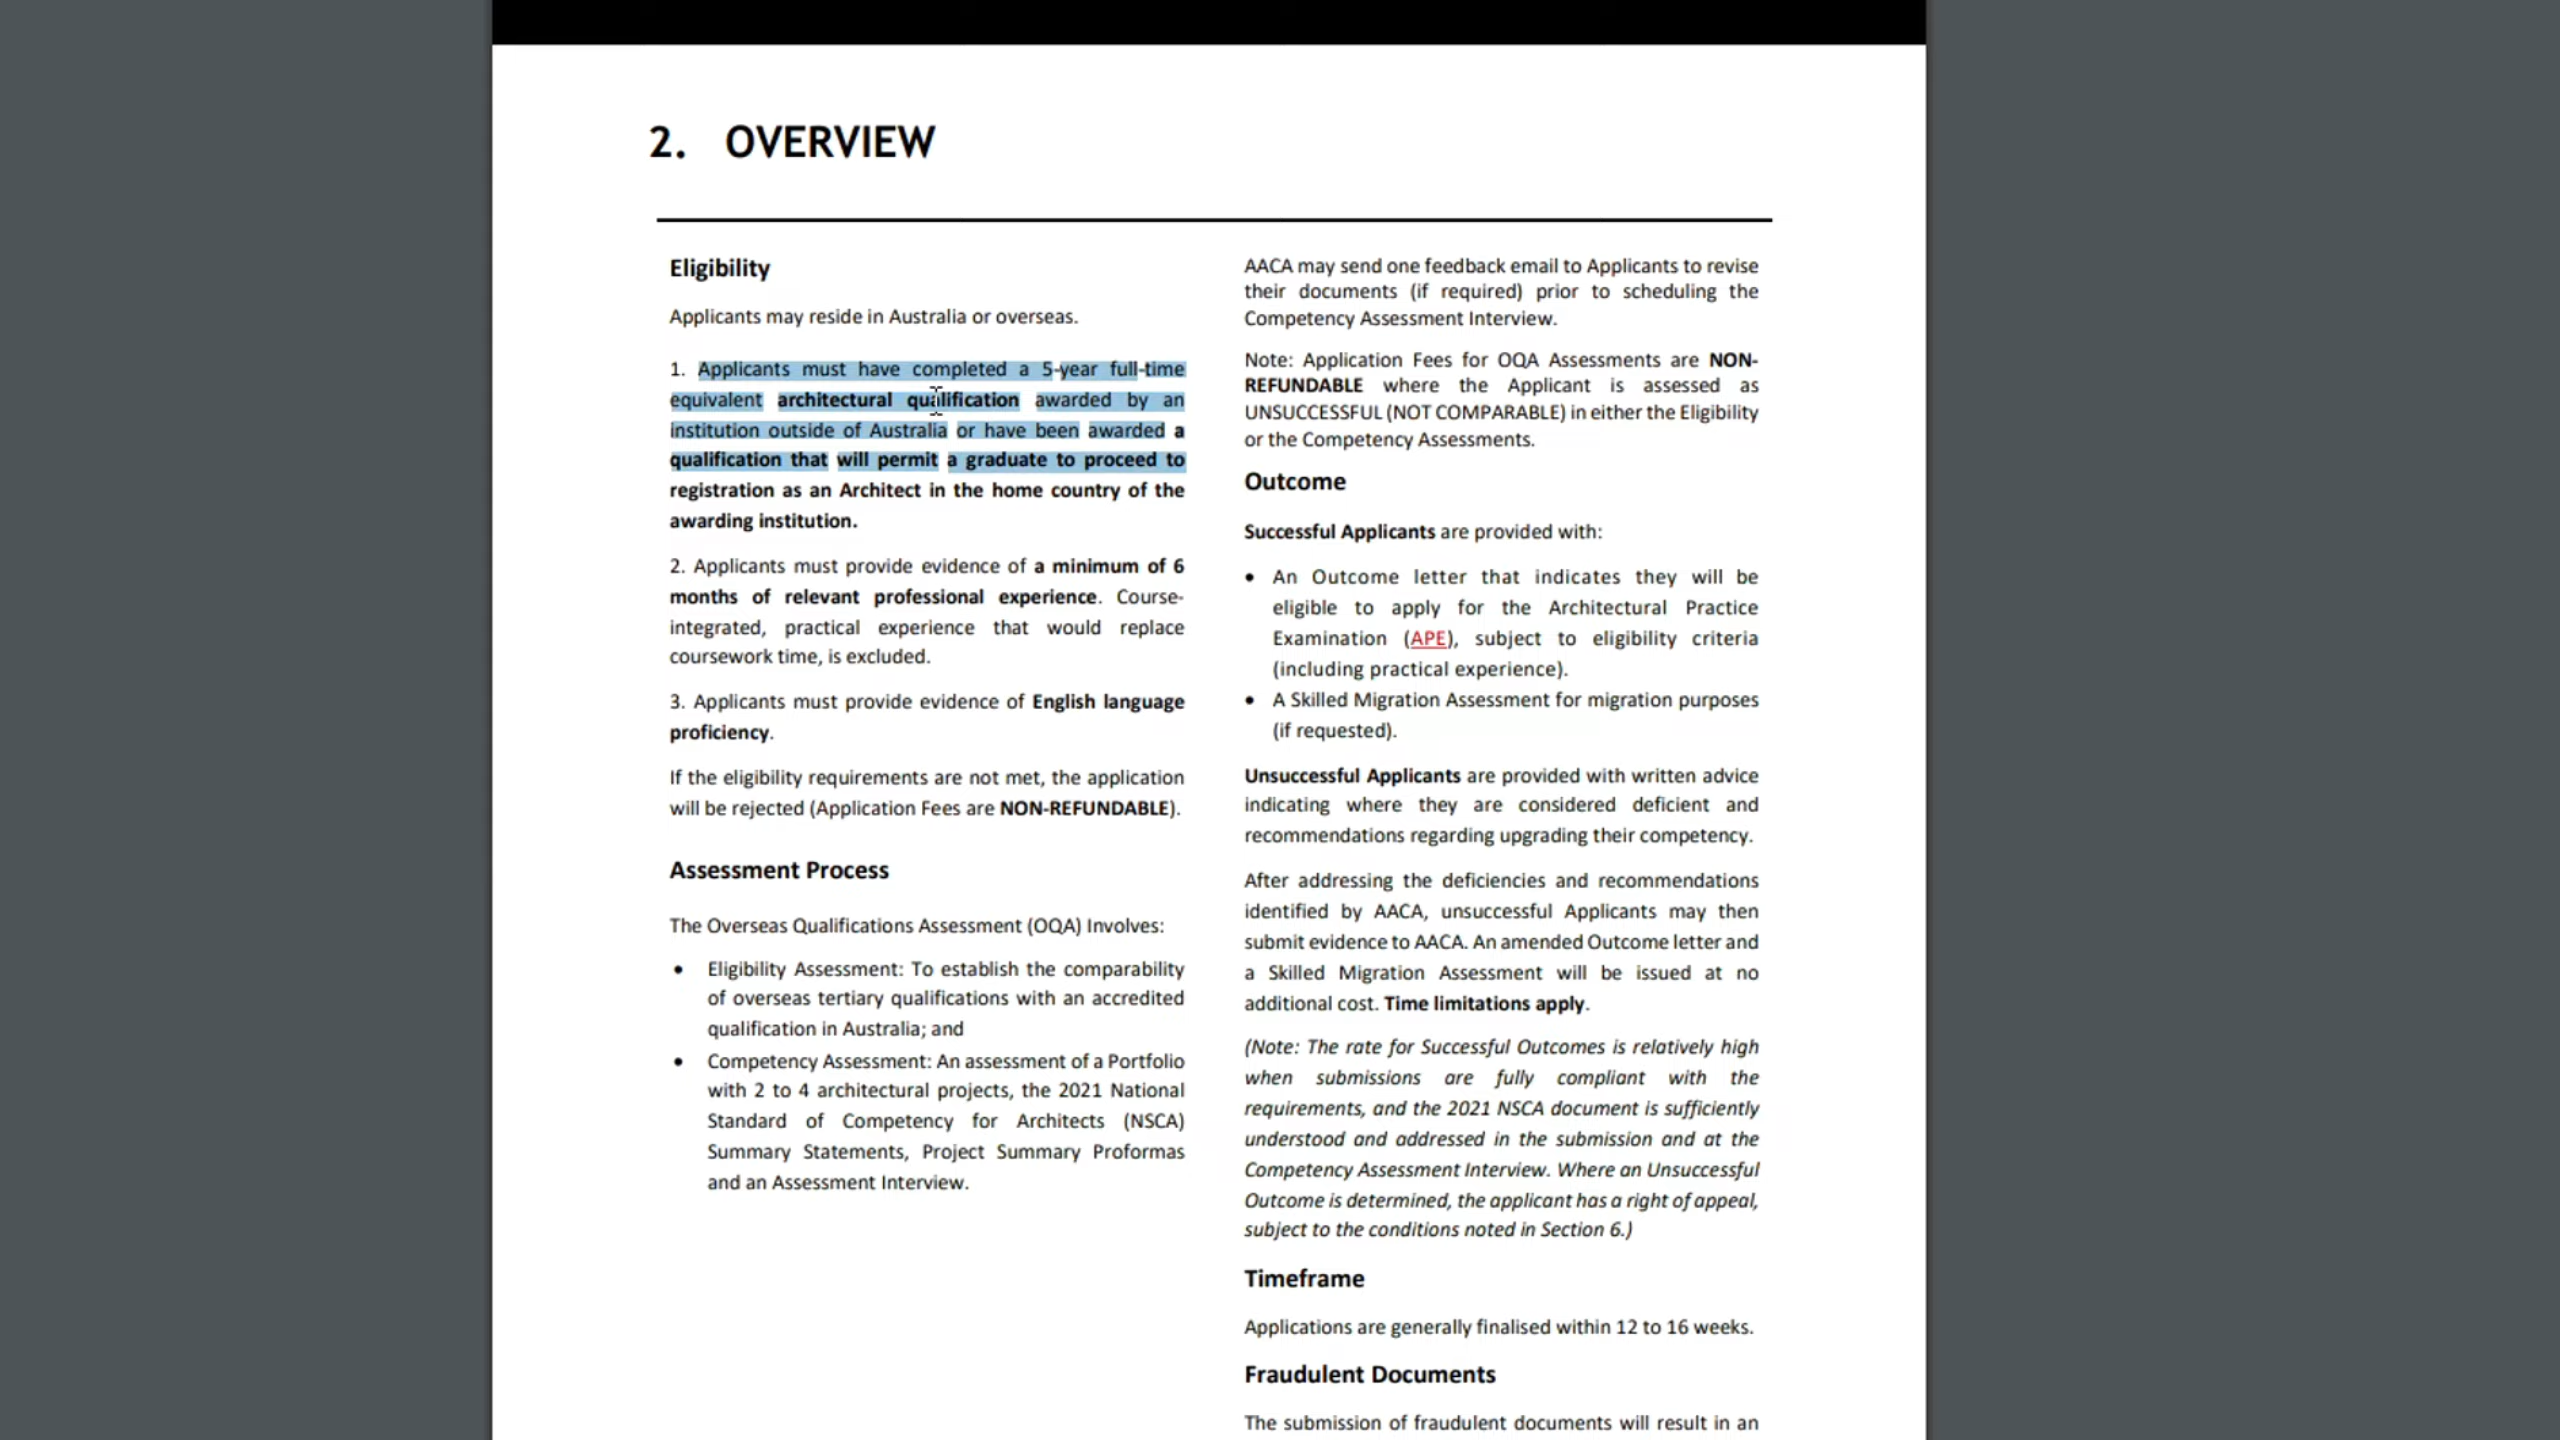 2. OVERVIEW
Eligibility
Applicants may reside in Australia or overseas.
1. Applicants must have completed a 5-year full-time
equivalent architectural qualification awarded by an
institution outside of Australia or have been awarded a
qualification that will permit a graduate to proceed to
registration as an Architect in the home country of the
awarding institution.
2. Applicants must provide evidence of a minimum of 6
months of relevant professional experience. Course-
integrated, practical experience that would replace
coursework time, is excluded.
3. Applicants must provide evidence of English language
proficiency.
If the eligibility requirements are not met, the application
will be rejected (Application Fees are NON-REFUNDABLE).
Assessment Process
The Overseas Qualifications Assessment (OQA) Involves:
• Eligibility Assessment: To establish the comparability
of overseas tertiary qualifications with an accredited
qualification in Australia; and
• Competency Assessment: An assessment of a Portfolio
with 2 to 4 architectural projects, the 2021 National
Standard of Competency for Architects (NSCA)
Summary Statements, Project Summary Proformas
and an Assessment Interview.
AACA may send one feedback email to Applicants to revise
their documents (if required) prior to scheduling the
Competency Assessment Interview.
Note: Application Fees for OQA Assessments are NON-
REFUNDABLE where the Applicant is assessed as
UNSUCCESSFUL (NOT COMPARABLE) in either the Eligibility
or the Competency Assessments.
Outcome
Successful Applicants are provided with:
• An Outcome letter that indicates they will be
eligible to apply for the Architectural Practice
Examination (APE), subject to eligibility criteria
(including practical experience).
• A Skilled Migration Assessment for migration purposes
(if requested).
Unsuccessful Applicants are provided with written advice
indicating where they are considered deficient and
recommendations regarding upgrading their competency.
After addressing the deficiencies and recommendations
identified by AACA, unsuccessful Applicants may then
submit evidence to AACA. An amended Outcome letter and
a Skilled Migration Assessment will be issued at no
additional cost. Time limitations apply.
(Note: The rate for Successful Outcomes is relatively high
when submissions are fully compliant with the
requirements, and the 2021 NSCA document is sufficiently
understood and addressed in the submission and at the
Competency Assessment Interview. Where an Unsuccessful
Outcome is determined, the applicant has a right of appeal,
subject to the conditions noted in Section 6.)
Timeframe
Applications are generally finalised within 12 to 16 weeks.
Fraudulent Documents
The submission of fraudulent documents will result in an